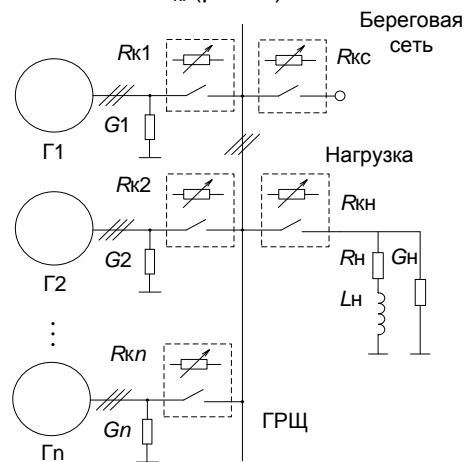 Береговая
сеть
Rк1
Rкс
G1
Г1
Нагрузка
Rк2
Rкн
G2
Rн
Gн
Г2
Lн
Rкn
ГРЩ
Gn
Гn